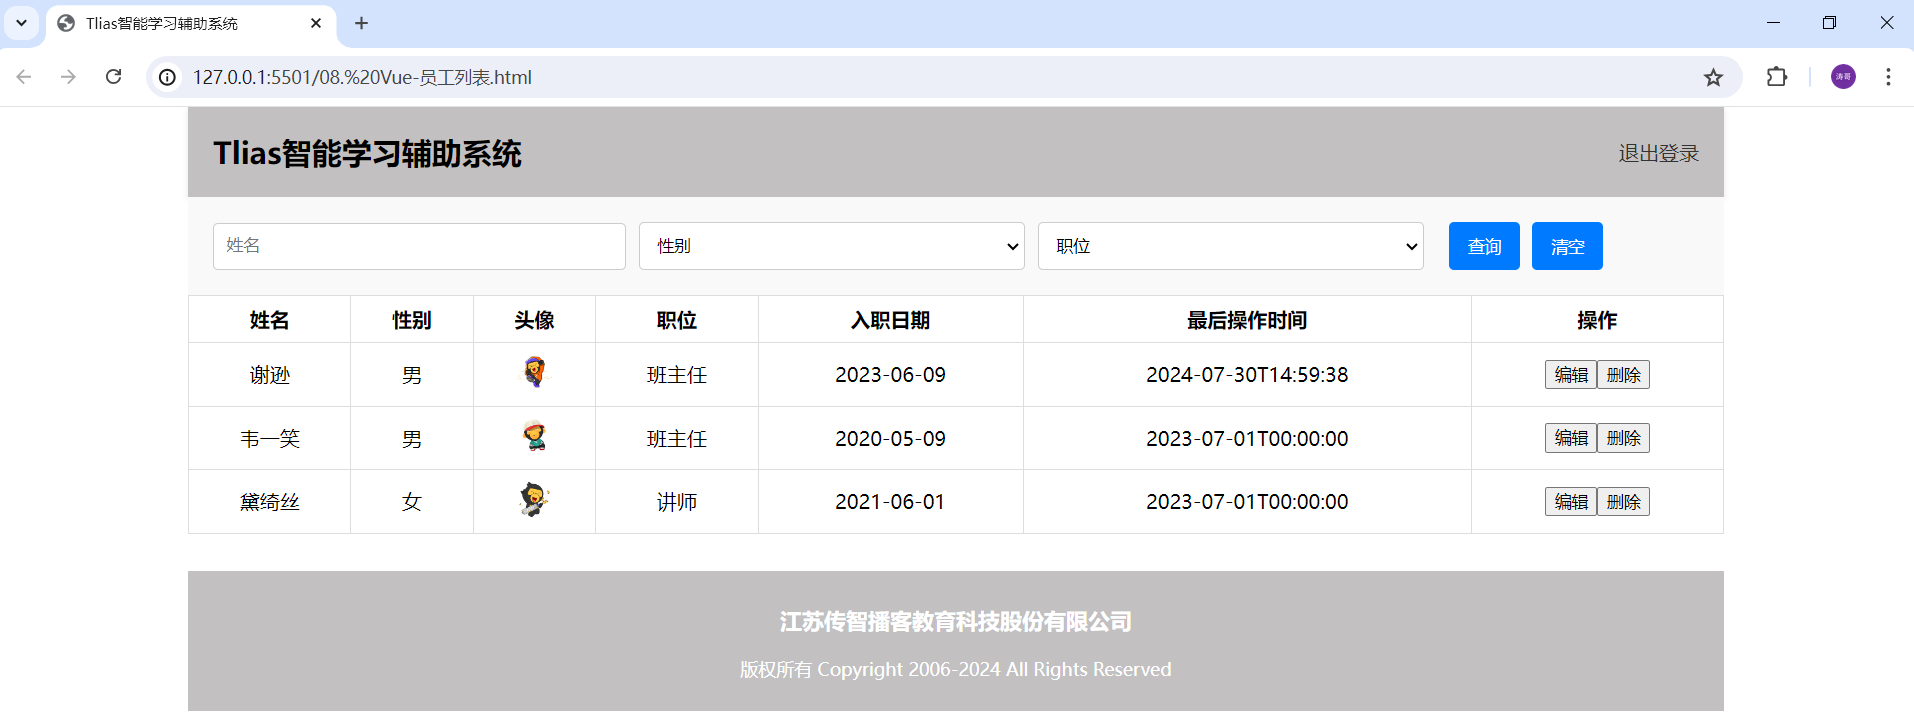 Tlias智能学习辅助系统
127.0.0.1:5501/08.%20Vue-员工列表.html
涛哥
Tlias智能学习辅助系统 退出登录
姓名 性别 职位 查询 清空
姓名 性别 头像 职位 入职日期 最后操作时间 操作
谢逊 男 班主任 2023-06-09 2024-07-30T14:59:38 编辑 删除
韦一笑 男 班主任 2020-05-09 2023-07-01T00:00:00 编辑 删除
黛绮丝 女 讲师 2021-06-01 2023-07-01T00:00:00 编辑 删除
江苏传智播客教育科技股份有限公司
版权所有 Copyright 2006-2024 All Rights Reserved